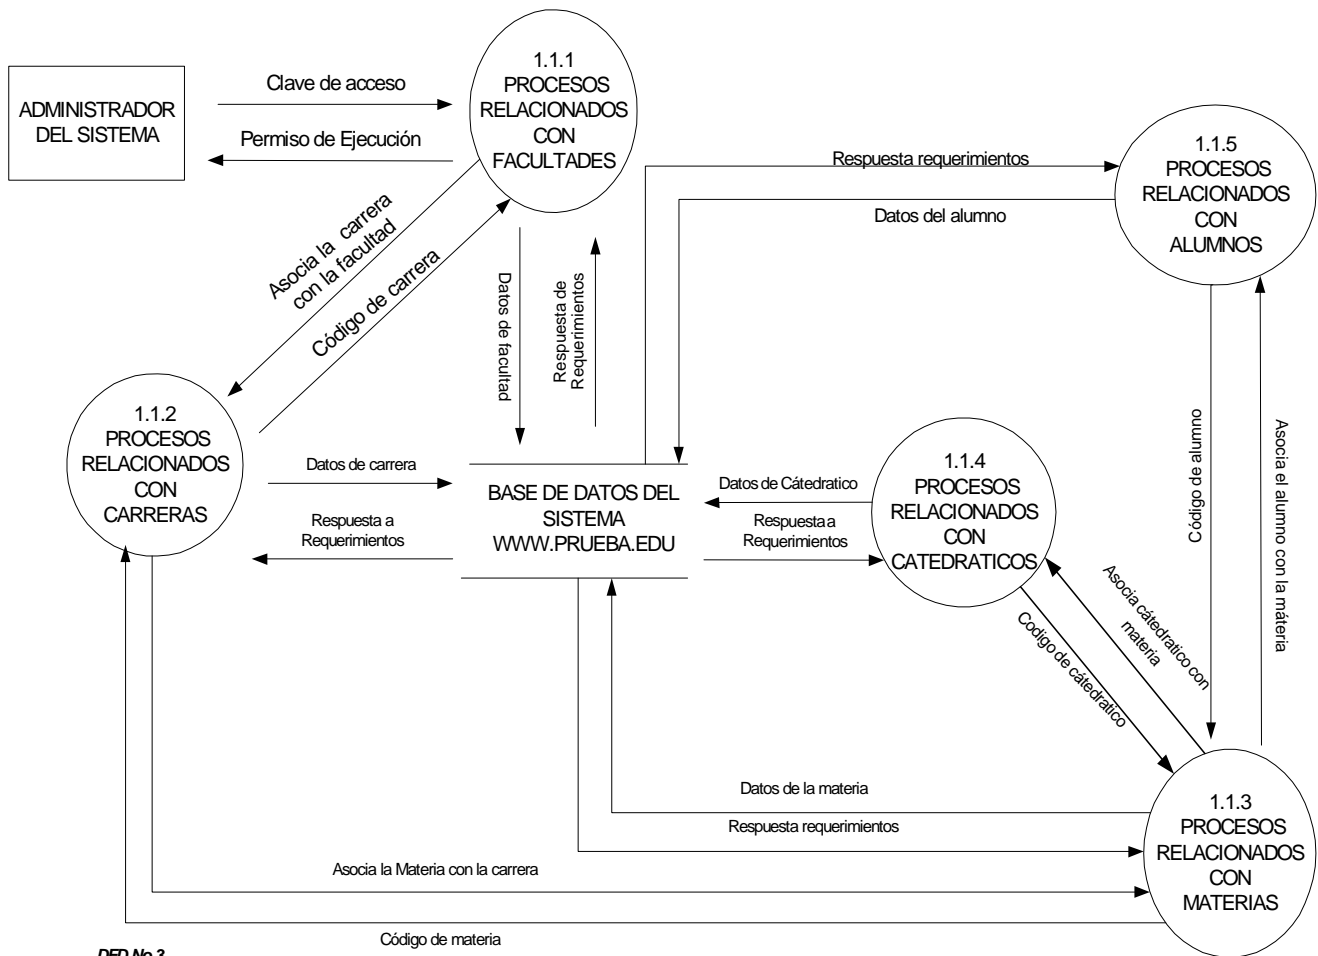 1.1.1
PROCESOS
RELACIONADOS
CON
FACULTADES
ADMINISTRADOR
DEL SISTEMA
Clave de acceso
Permiso de Ejecución
1.1.5
PROCESOS
RELACIONADOS
CON
ALUMNOS
Respuesta requerimientos
Datos del alumno
Asocia la carrera
con la facultad
Código de carrera
Datos de facultad
Respuesta de
Requerimientos
1.1.2
PROCESOS
RELACIONADOS
CON
CARRERAS
Datos de carrera
Respuesta a
Requerimientos
BASE DE DATOS DEL
SISTEMA
WWW.PRUEBA.EDU
Datos de Cátedratico
Respuesta a
Requerimientos
1.1.4
PROCESOS
RELACIONADOS
CON
CATEDRATICOS
Código de alumno
Asocia el alumno con la máteria
Asocia cátedratico con
materia
Codigo de cátedratico
Datos de la materia
Respuesta requerimientos
1.1.3
PROCESOS
RELACIONADOS
CON
MATERIAS
Asocia la Materia con la carrera
Código de materia
DFD No 3